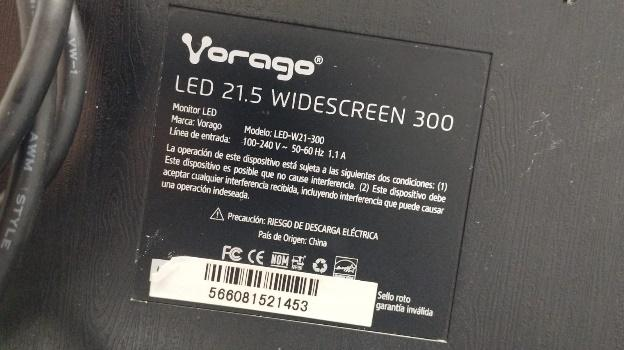 Vorago®
LED 21.5 WIDESCREEN 300
Monitor LED
Marca: Vorago Modelo: LED-W21-300
Línea de entrada: 100-240 V ~ 50-60 Hz 1.1 A
La operación de este dispositivo está sujeta a las siguientes dos condiciones: (1)
Este dispositivo es posible que no cause interferencia. (2) Este dispositivo debe
aceptar cualquier interferencia recibida, incluyendo interferencia que puede causar
una operación indeseada.
Precaución: RIESGO DE DESCARGA ELÉCTRICA
País de Origen: China
FC CE NOM
566081521453
Sello roto
garantía inválida
VW-1
AWM STYLE